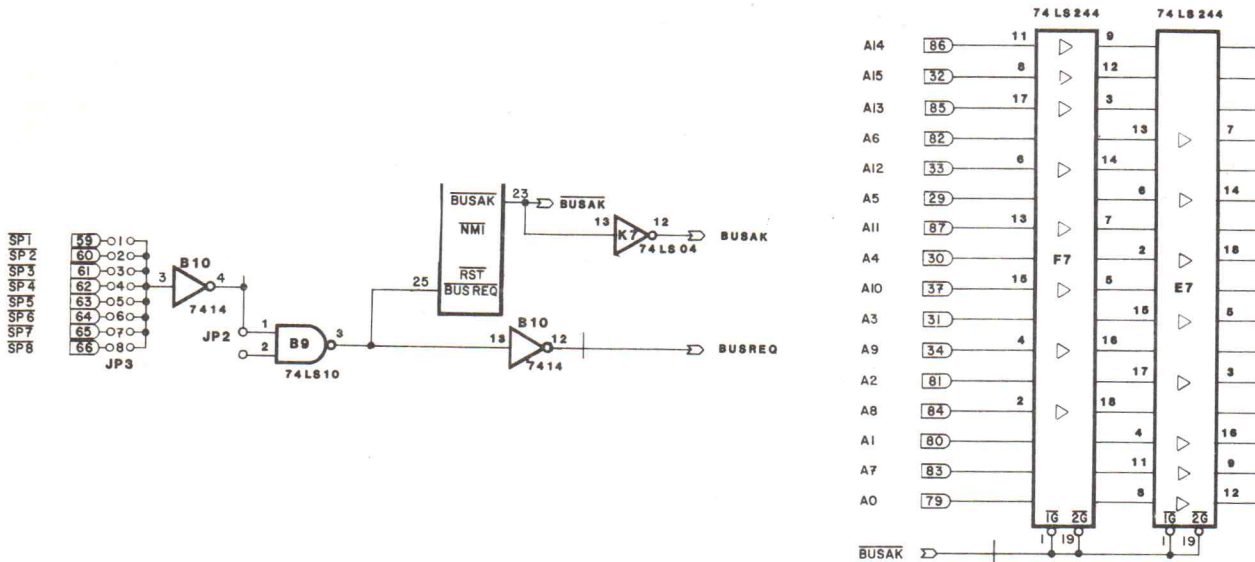 74 LS 244 74 LS 244
A14 86 11 9
A15 32 8 12
A13 85 17 3
A6 82 13 7
A12 33 6 14
A5 29 6 14
A11 87 13 7
A4 30 F7 2 18
A10 37 15 5 E7
A3 31 15 5
A9 34 4 16
A2 81 17 3
A8 84 2 18
A1 80 4 16
A7 83 11 9
A0 79 8 12
1G 2G 1G 2G
1 19 1 19
BUSAK
BUSAK 23 BUSAK
NMI
13 K7 12 BUSAK
74LS 04
RST
25 BUSREQ
SP1 59 1
SP2 60 2
SP3 61 3
SP4 62 4
SP5 63 5
SP6 64 6
SP7 65 7
SP8 66 8
JP3
B10
3 4
7414
JP2
1 3
2 B9
74LS10
B10
13 12 BUSREQ
7414